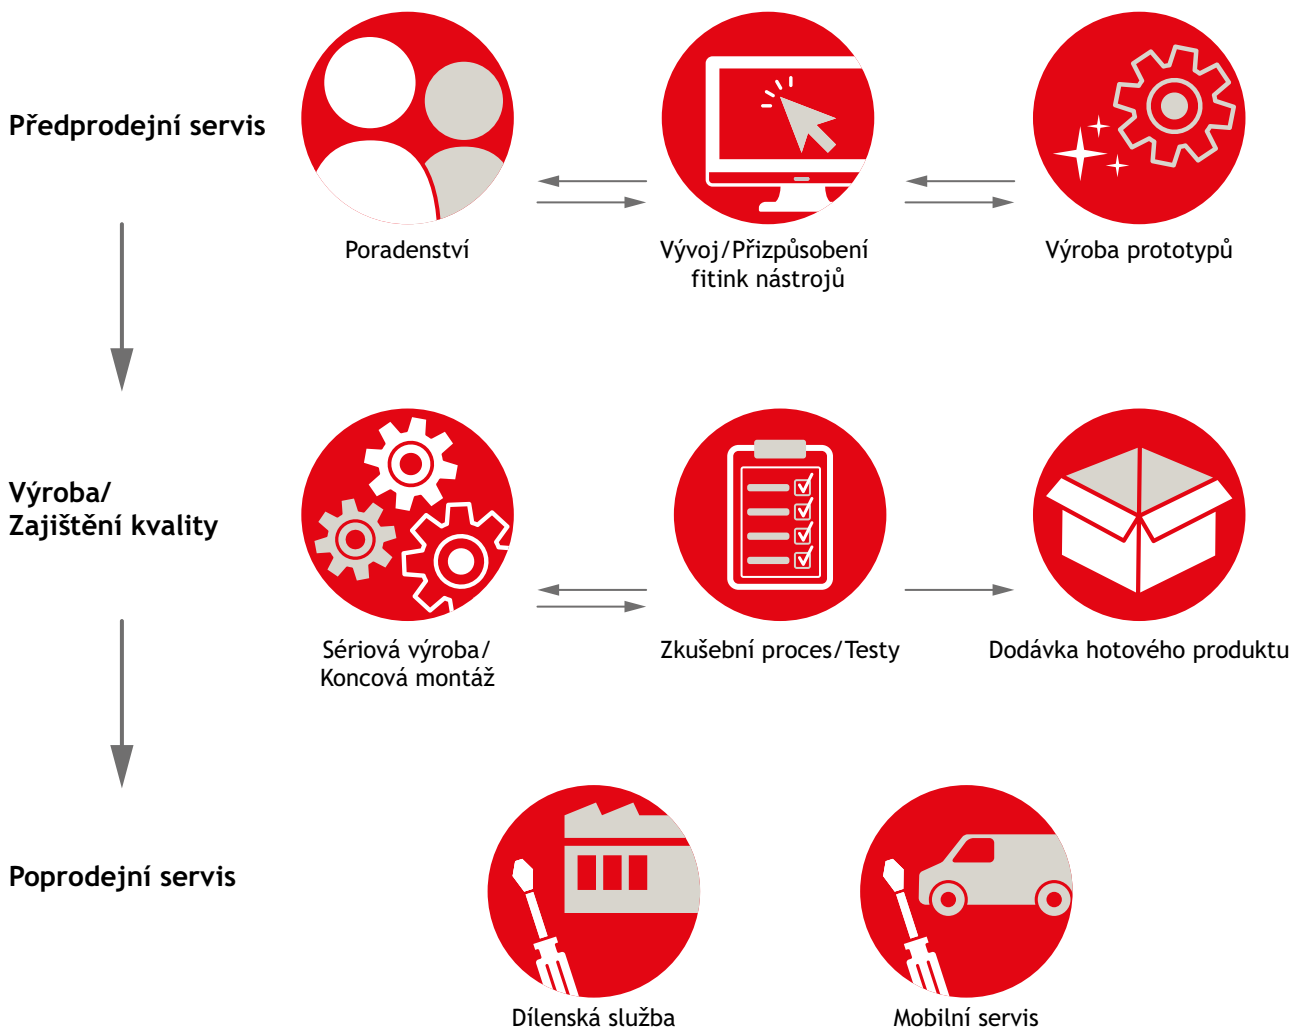 Předprodejní servis
Poradenství
Vývoj/Přizpůsobení
fitink nástrojů
Výroba prototypů
Výroba/
Zajištění kvality
Sériová výroba/
Koncová montáž
Zkušební proces/Testy
Dodávka hotového produktu
Poprodejní servis
Dílenská služba
Mobilní servis